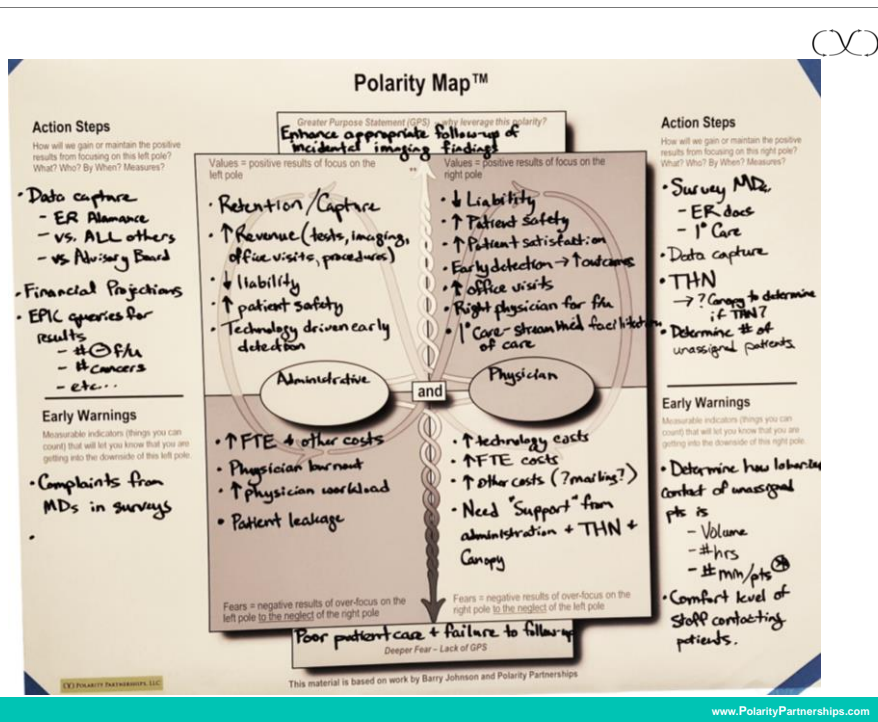 Polarity Map™
Greater Purpose Statement (GPS) – why leverage this polarity?
Enhance appropriate follow-up of
incidental imaging findings
Action Steps
How will we gain or maintain the positive
results from focusing on this left pole?
What? Who? By When? Measures?
• Data capture
- ER Alamance
- vs. ALL others
- vs Advisory Board
• Financial Projections
• EPIC queries for
results
- # f/u
- # cancers
- etc...
Early Warnings
Measurable indicators (things you can
count) that will let you know that you are
getting into the downside of this left pole.
• Complaints from
MDs in surveys
•
Values = positive results of focus on the
left pole
• Retention/Capture
• ↑Revenue (tests, imaging,
office visits, procedures)
• ↓ liability
• ↑ patient safety
• Technology driven early
detection
Values = positive results of focus on the
right pole
• ↓ Liability
• ↑ Patient safety
• ↑ Patient satisfaction
• Early detection → ↑ outcomes
• ↑ office visits
• Right physician for f/u
• 1° Care - facilitation
of care
Administrative
and
Physician
• ↑ FTE + other costs
• Physician burnout
• ↑ physician workload
• Patient leakage
Fears = negative results of over-focus on the
left pole to the neglect of the right pole
• ↑ technology costs
• ↑ FTE costs
• ↑ other costs (?mailing?)
• Need "Support" from
administration + THN +
Canopy
Fears = negative results of over-focus on the
right pole to the neglect of the left pole
Poor patient care + failure to follow-up
Deeper Fear – Lack of GPS
Action Steps
How will we gain or maintain the positive
results from focusing on this right pole?
What? Who? By When? Measures?
• Survey MDs
- ER docs
- 1° Care
• Data capture
• THN
→ ? Canopy to determine
if THN?
• Determine # of
unassigned patients
Early Warnings
Measurable indicators (things you can
count) that will let you know that you are
getting into the downside of this right pole.
• Determine how
contact of unassigned
pts is
- Volume
- #hrs
- # min/pts
• Comfort level of
staff contacting
patients.
POLARITY PARTNERSHIPS, LLC
This material is based on work by Barry Johnson and Polarity Partnerships
www.PolarityPartnerships.com